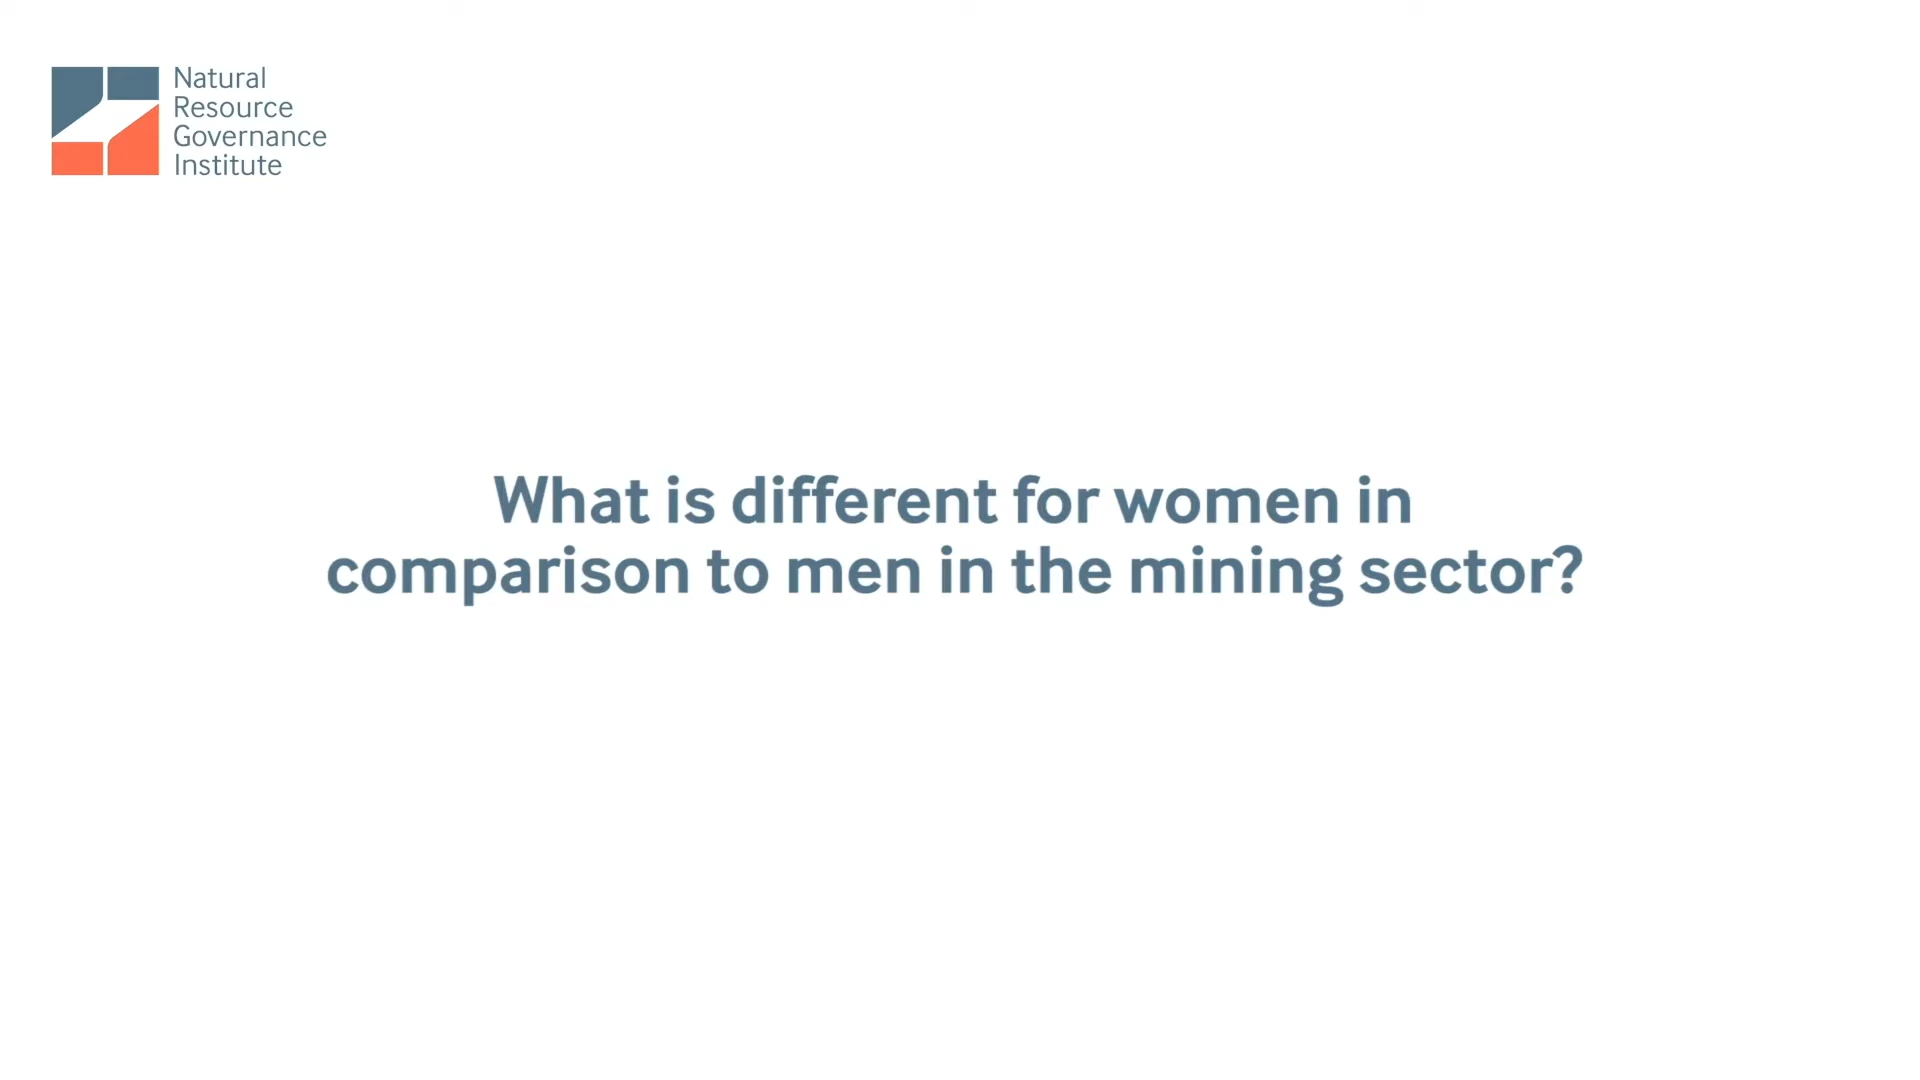 Natural
Resource
Governance
Institute
What is different for women in
comparison to men in the mining sector?